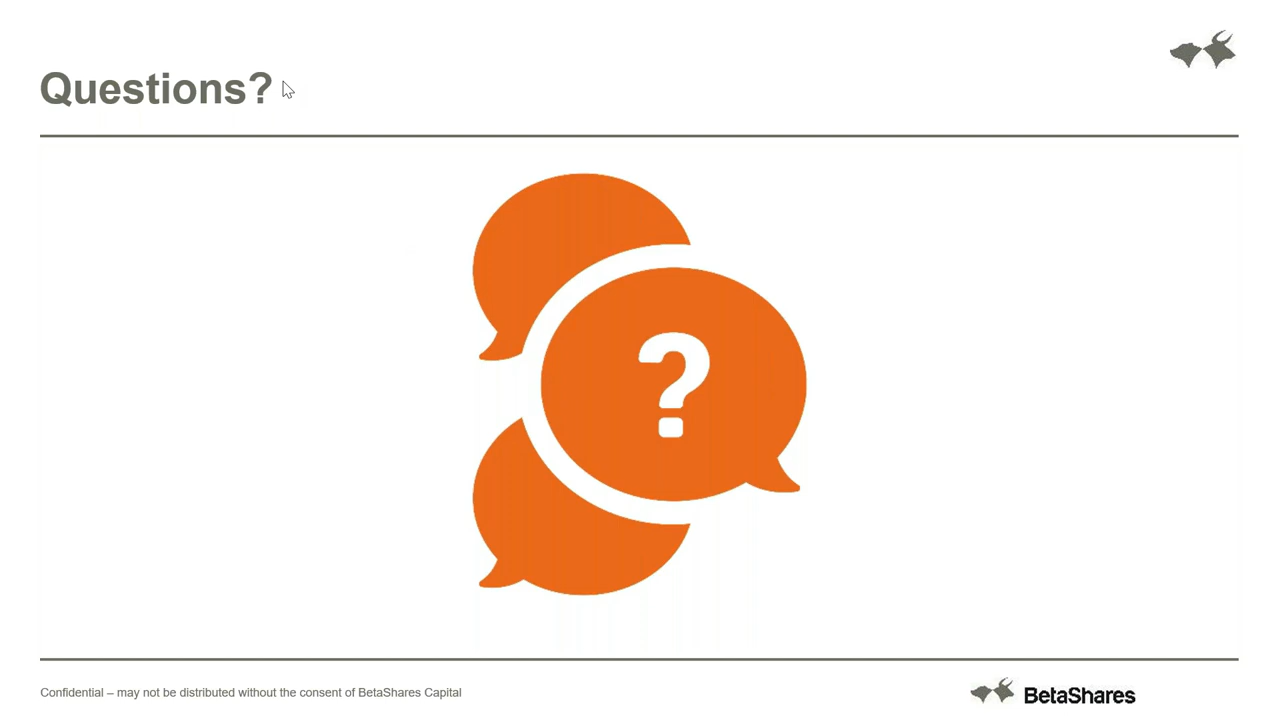 Questions?
?
Confidential – may not be distributed without the consent of BetaShares Capital
BetaShares